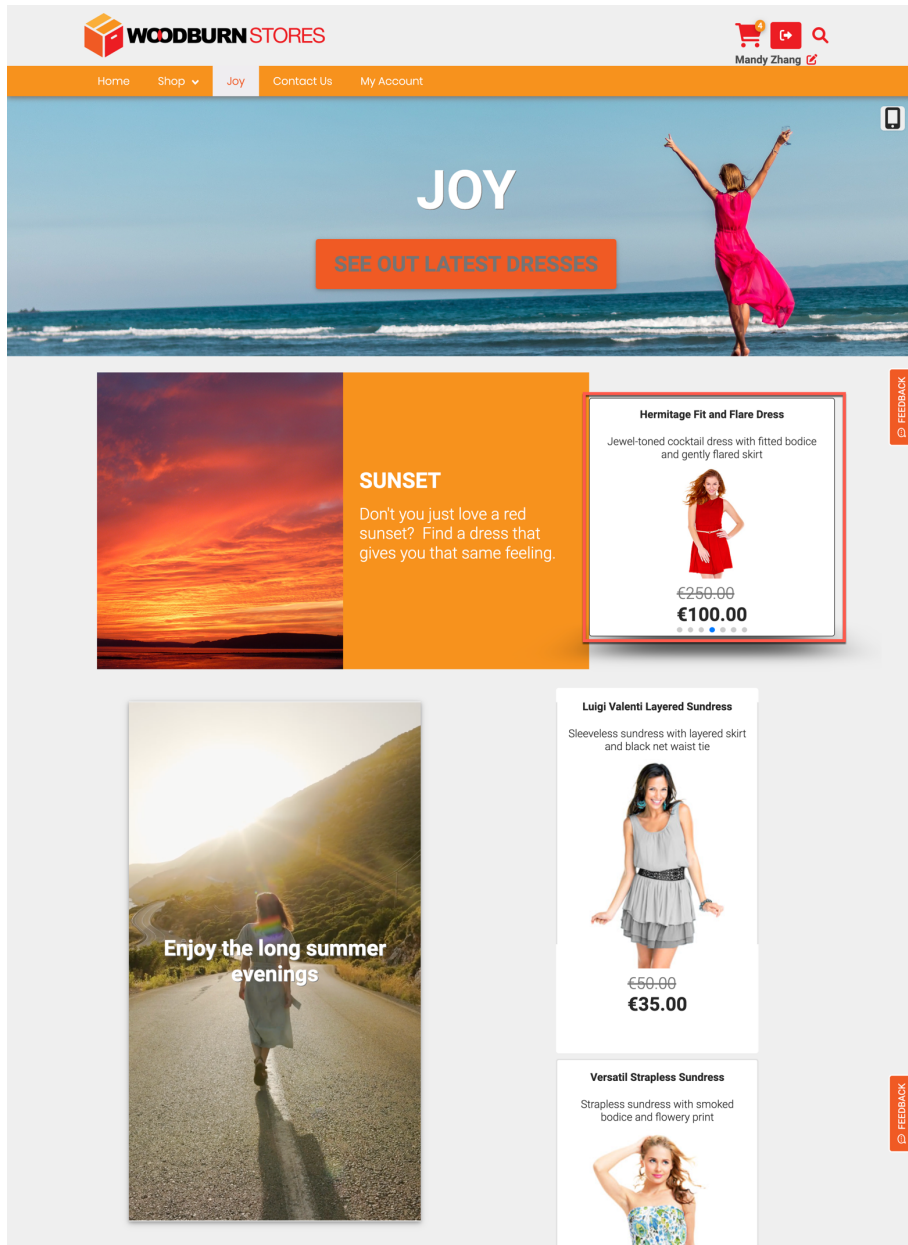 WOODBURN STORES
4
Mandy Zhang
Home Shop Joy Contact Us My Account
JOY
SEE OUT LATEST DRESSES
FEEDBACK
SUNSET
Don't you just love a red
sunset? Find a dress that
gives you that same feeling.
Hermitage Fit and Flare Dress
Jewel-toned cocktail dress with fitted bodice
and gently flared skirt
€250.00
€100.00
Enjoy the long summer
evenings
Luigi Valenti Layered Sundress
Sleeveless sundress with layered skirt
and black net waist tie
€50.00
€35.00
Versatil Strapless Sundress
Strapless sundress with smoked
bodice and flowery print
FEEDBACK